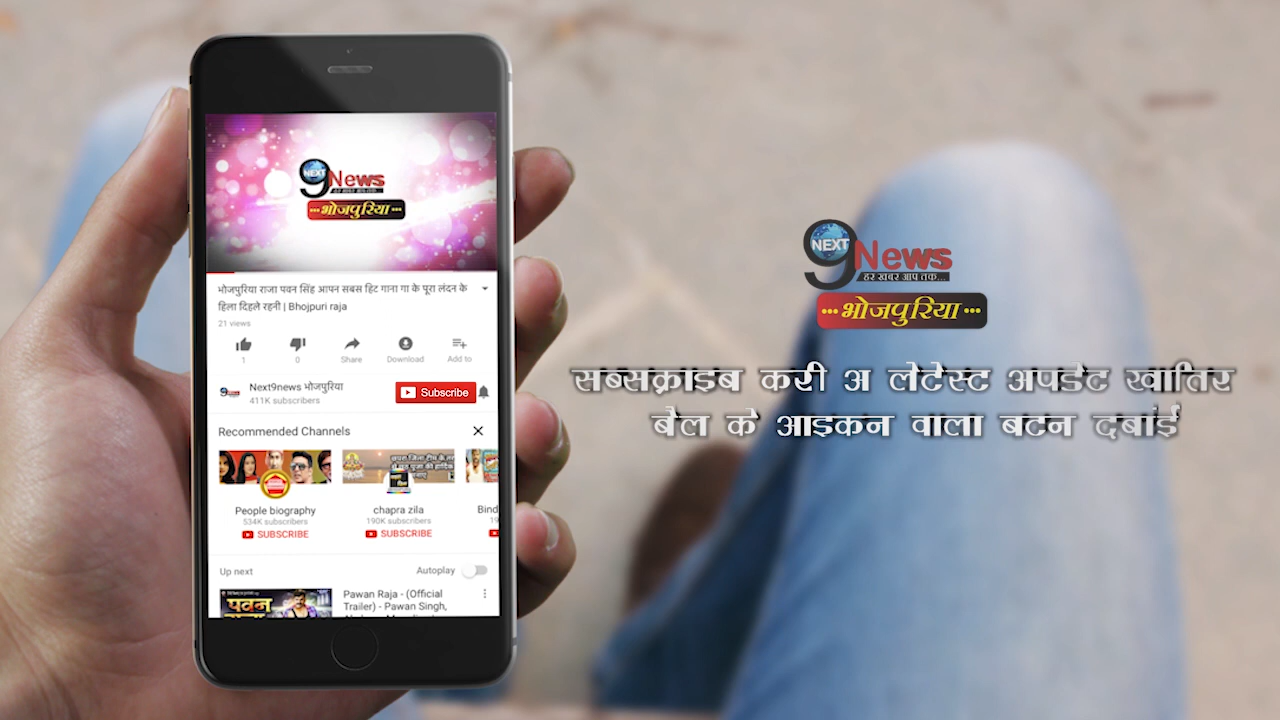 NEXT
9News
हर खबर आप तक...
भोजपुरिया
भोजपुरिया राजा पवन सिंह आपन सबस हिट गाना गा के पूरा लंदन के
हिला दिहले रहनी | Bhojpuri raja
21 views
1
0
Share
Download
Add to
Next9news भोजपुरिया
411K subscribers
Subscribe
Recommended Channels
People biography
534K subscribers
SUBSCRIBE
chapra zila
190K subscribers
SUBSCRIBE
Bind
19
Up next
Autoplay
पवन
Pawan Raja - (Official
Trailer) - Pawan Singh,
NEXT
9News
हर खबर आप तक...
भोजपुरिया
सब्सक्राइब करी अ लेटेस्ट अपडेट खातिर
बेल के आइकन वाला बटन दबाई